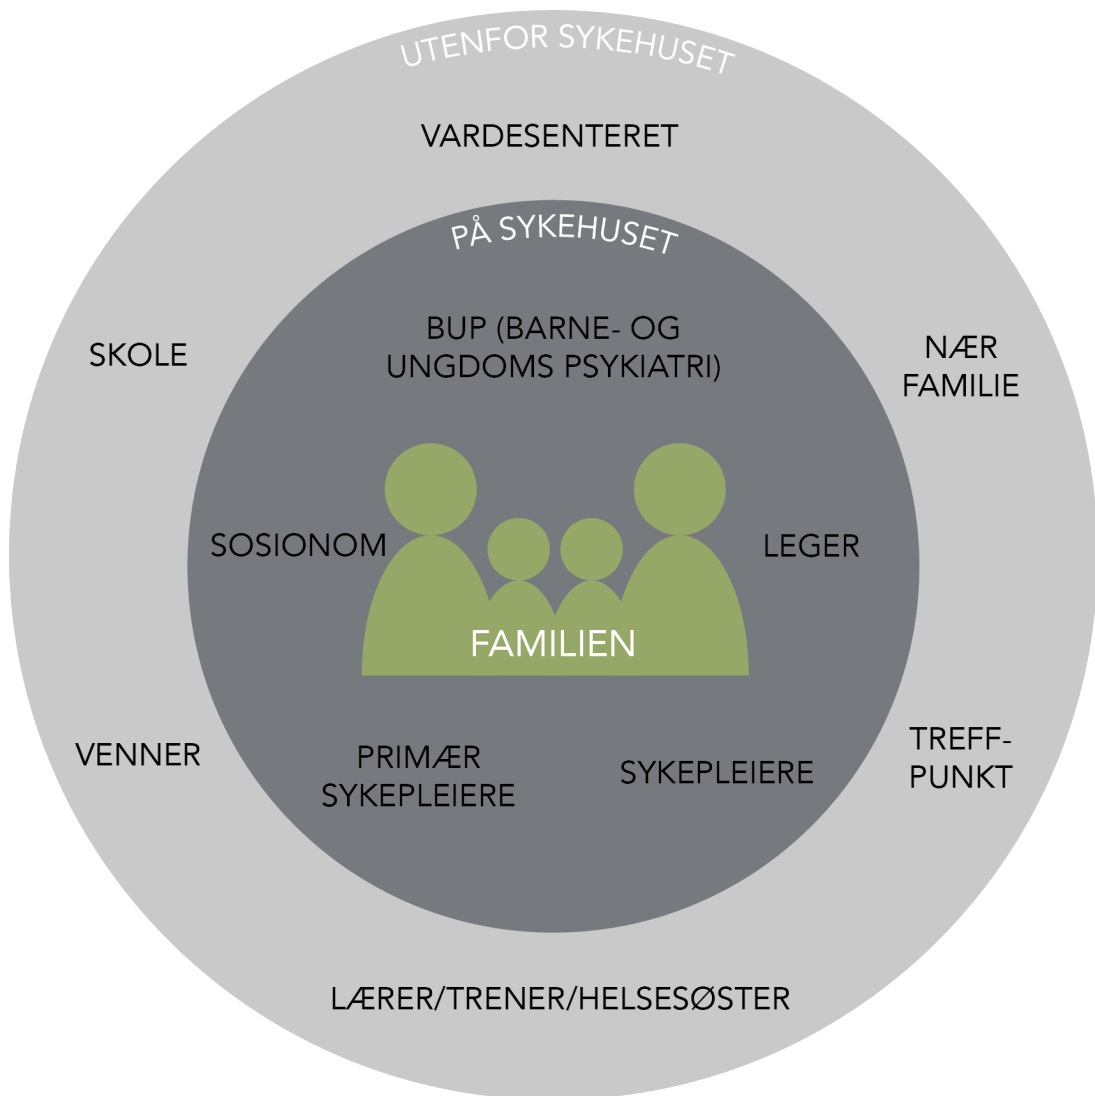 UTENFOR SYKEHUSET
VARDESENTERET
PÅ SYKEHUSET
BUP (BARNE- OG
UNGDOMS PSYKIATRI)
SKOLE
NÆR
FAMILIE
SOSIONOM
LEGER
FAMILIEN
VENNER
PRIMÆR
SYKEPLEIERE
SYKEPLEIERE
TREFF-
PUNKT
LÆRER/TRENER/HELSESØSTER